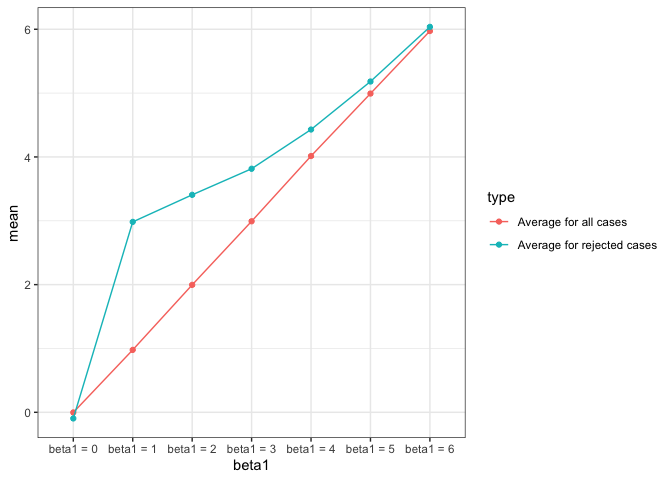 6
4
2
0
mean
beta1 = 0 beta1 = 1 beta1 = 2 beta1 = 3 beta1 = 4 beta1 = 5 beta1 = 6
beta1
type
Average for all cases
Average for rejected cases